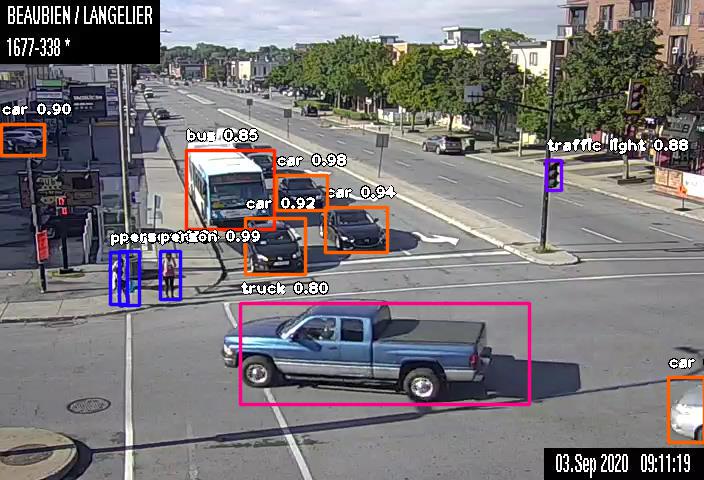 BEAUBIEN / LANGELIER
1677-338 *
car 0.90
bus 0.85
car 0.98
traffic light 0.88
car 0.94
car 0.92
person 0.99
truck 0.80
car
03.Sep 2020 09:11:19